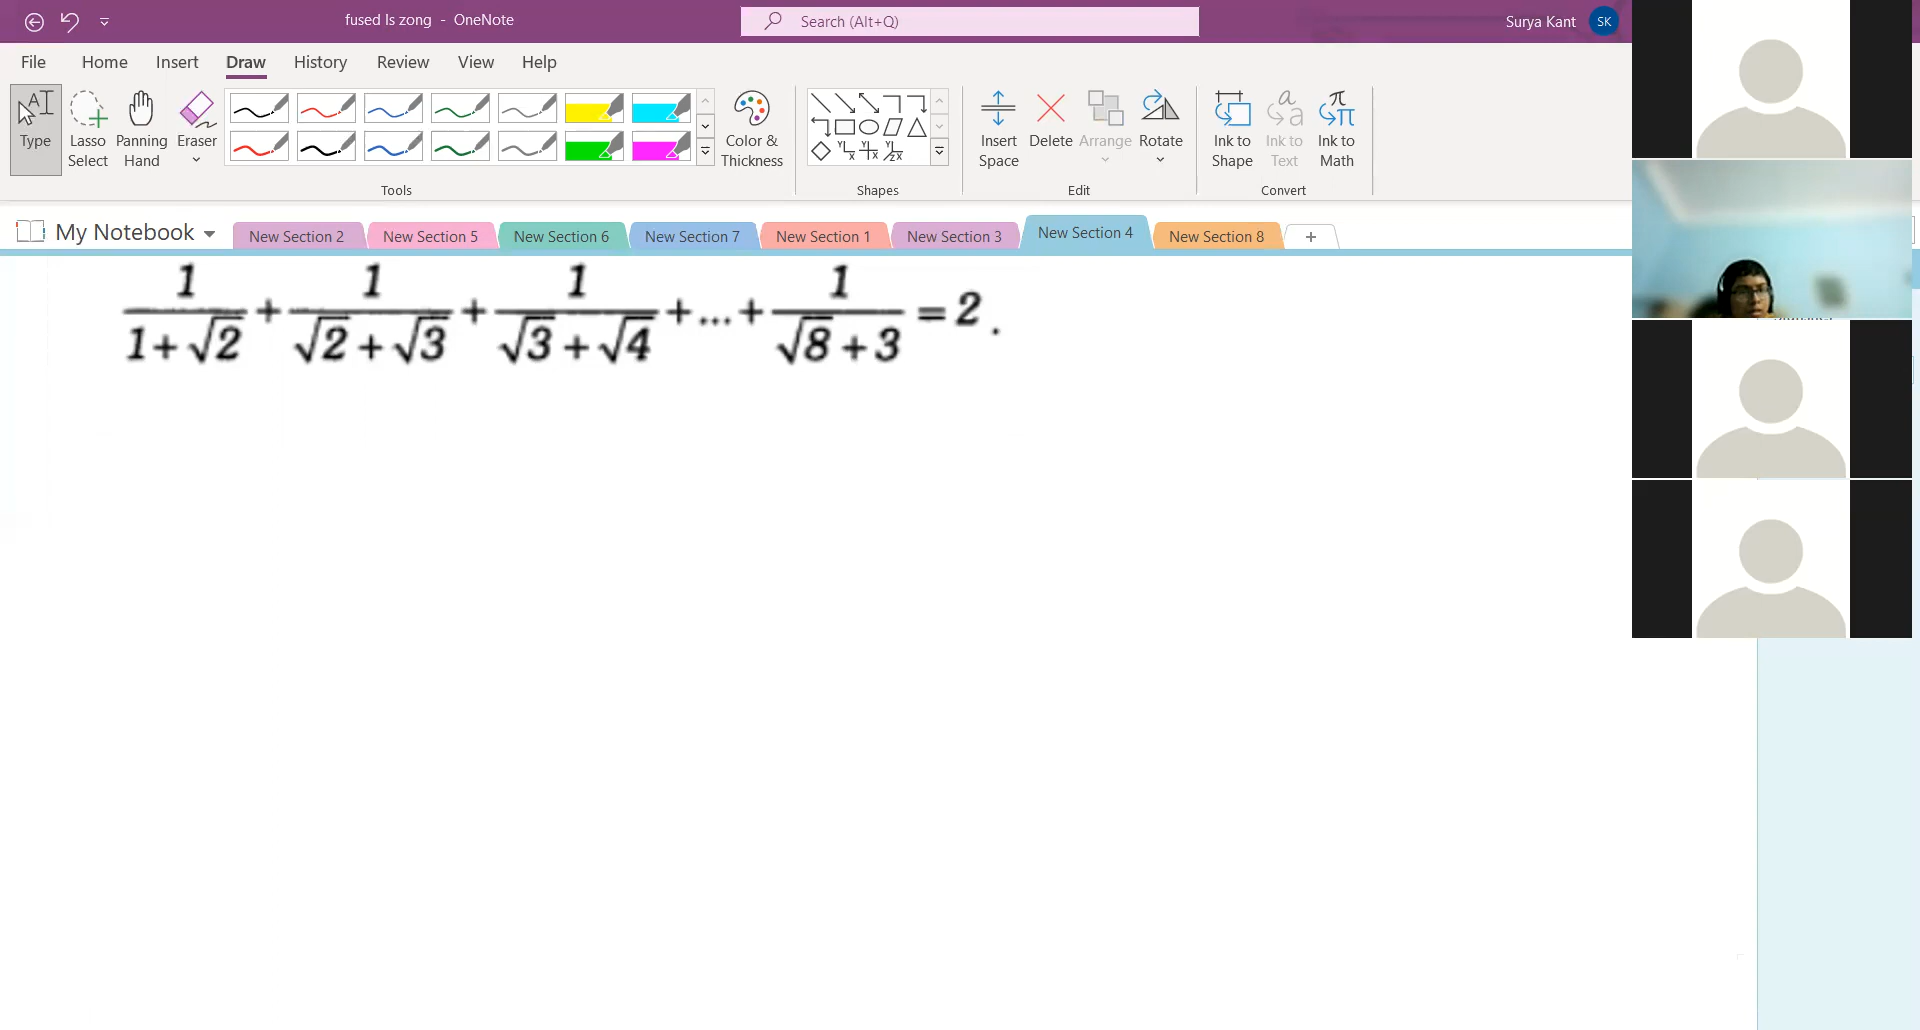 fused Is zong - OneNote
Search (Alt+Q)
Surya Kant SK
File Home Insert Draw History Review View Help
Type
Lasso Select
Panning Hand
Eraser
Color & Thickness
Insert Space
Delete
Arrange
Rotate
Ink to Shape
Ink to Text
Ink to Math
Tools Shapes Edit Convert
My Notebook New Section 2 New Section 5 New Section 6 New Section 7 New Section 1 New Section 3 New Section 4 New Section 8 +
1/(1+√2) + 1/(√2+√3) + 1/(√3+√4) +...+ 1/(√8+3) = 2 .